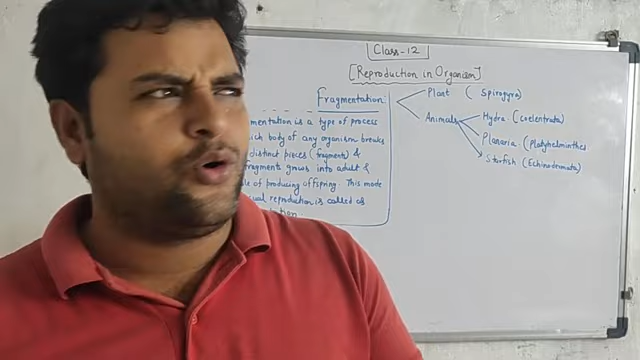 Class-12
[Reproduction in Organism]
Fragmentation
Plant ( Spirogyra)
Animals
Hydra (Coelentrata)
Planaria (Platyhelminthes
Starfish (Echinodermata)
mentation is a type of process
ich body of any organism breaks
distinct pieces (fragments) &
fragments grows into adult &
le of producing offspring. This mode
ual reproduction is called as